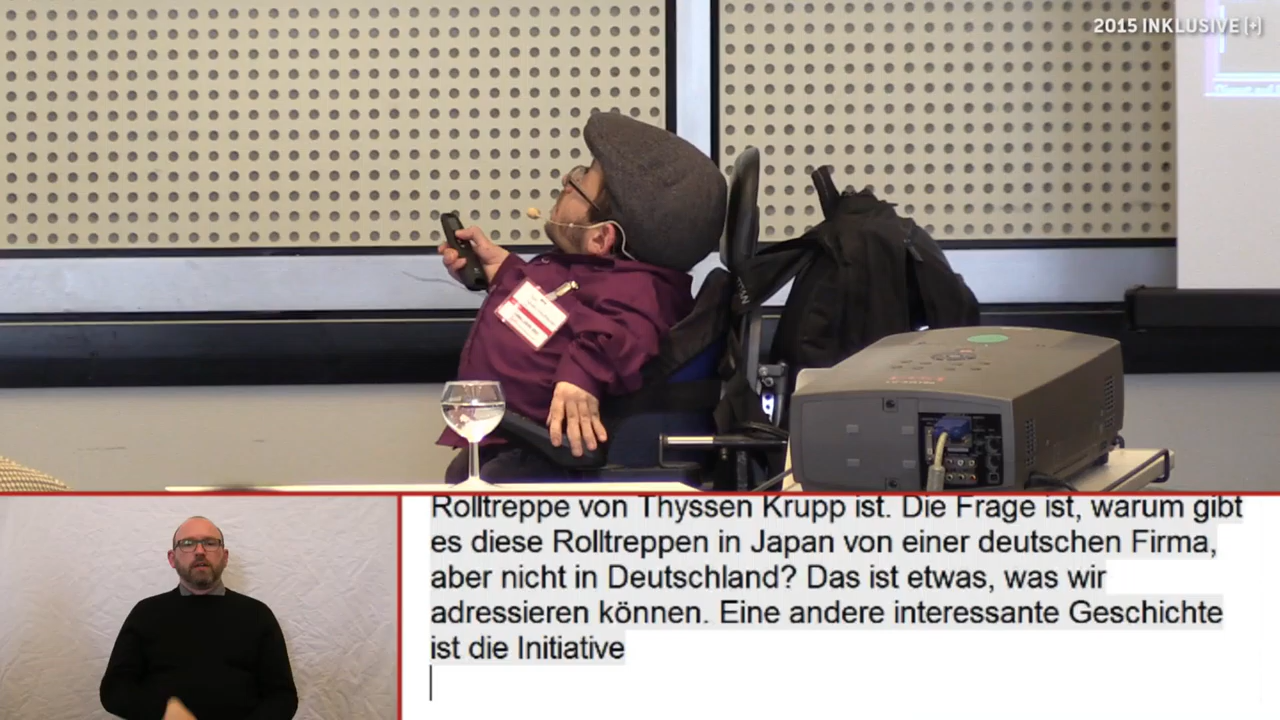 2015 INKLUSIVE [+]
Rolltreppe von Thyssen Krupp ist. Die Frage ist, warum gibt
es diese Rolltreppen in Japan von einer deutschen Firma,
aber nicht in Deutschland? Das ist etwas, was wir
adressieren können. Eine andere interessante Geschichte
ist die Initiative